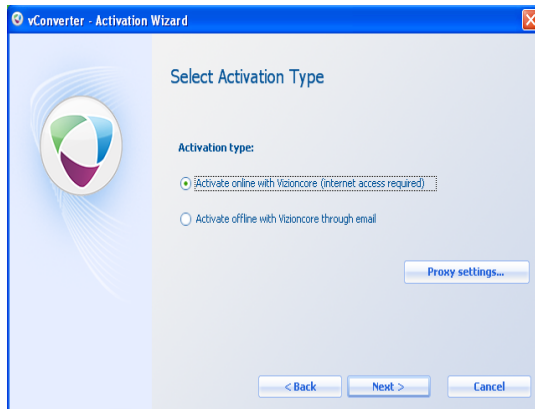 vConverter - Activation Wizard
Select Activation Type
Activation type:
Activate online with Vizioncore (internet access required)
Activate offline with Vizioncore through email
Proxy settings...
< Back Next > Cancel